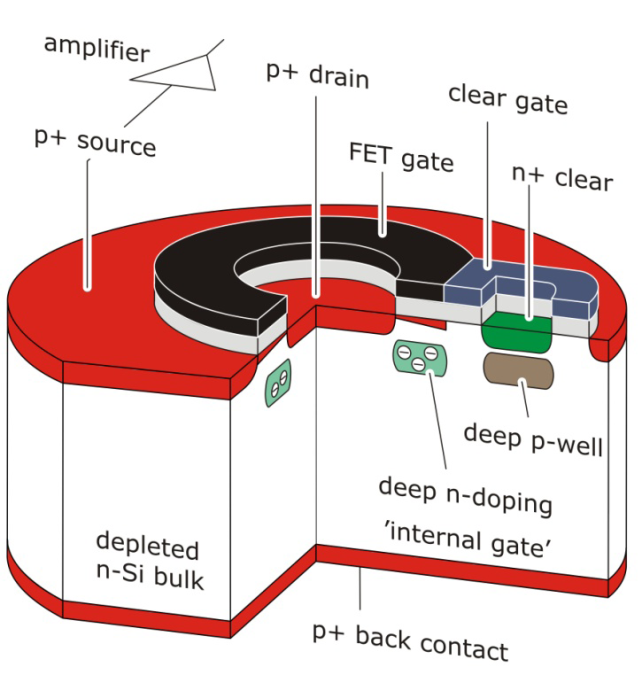 amplifier
p+ drain
clear gate
p+ source
FET gate
n+ clear
deep p-well
deep n-doping
'internal gate'
depleted
n-Si bulk
p+ back contact